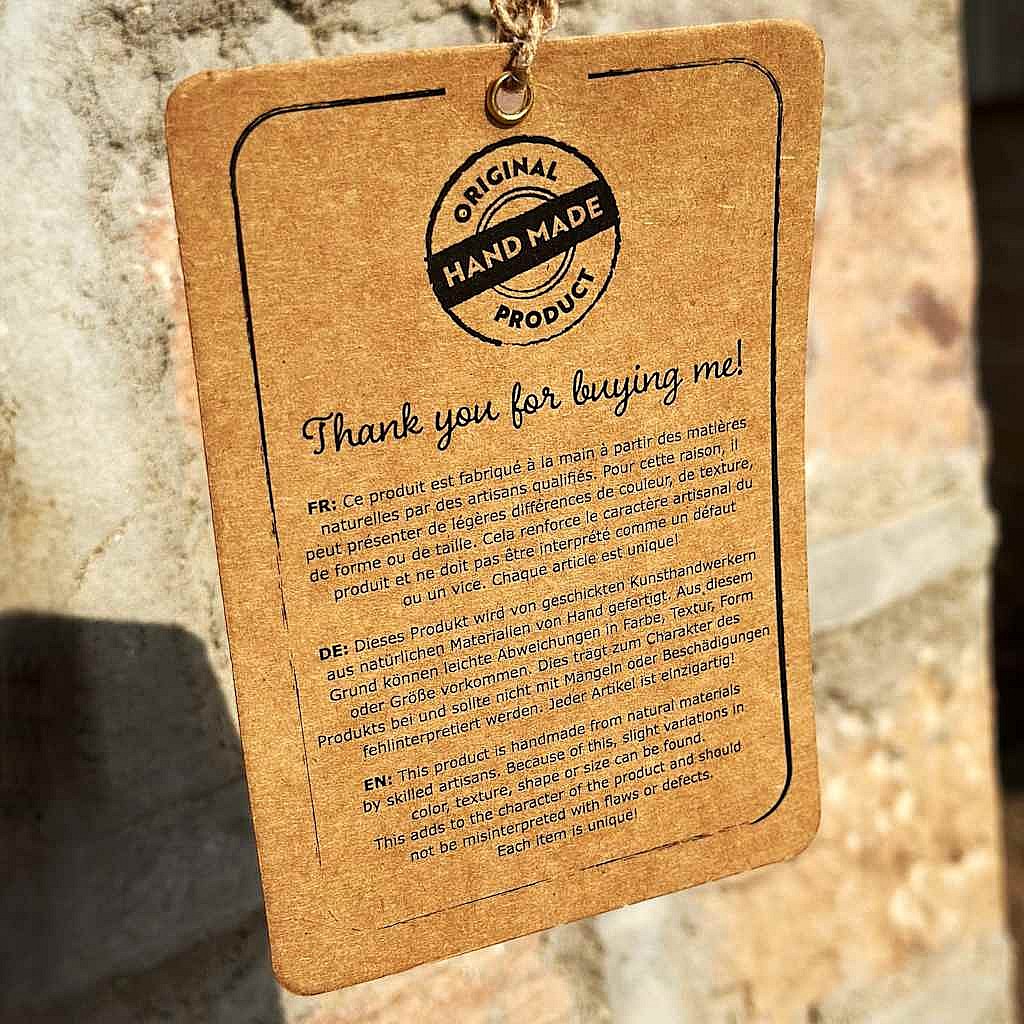 ORIGINAL
HAND MADE
PRODUCT
Thank you for buying me!
FR: Ce produit est fabriqué à la main à partir des matières
naturelles par des artisans qualifiés. Pour cette raison, il
peut présenter de légères différences de couleur, de texture,
de forme ou de taille. Cela renforce le caractère artisanal du
produit et ne doit pas être interprété comme un défaut
ou un vice. Chaque article est unique!
DE: Dieses Produkt wird von geschickten Kunsthandwerkern
aus natürlichen Materialien von Hand gefertigt. Aus diesem
Grund können leichte Abweichungen in Farbe, Textur, Form
oder Größe vorkommen. Dies trägt zum Charakter des
Produkts bei und sollte nicht mit Mängeln oder Beschädigungen
fehlinterpretiert werden. Jeder Artikel ist einzigartig!
EN: This product is handmade from natural materials
by skilled artisans. Because of this, slight variations in
color, texture, shape or size can be found.
This adds to the character of the product and should
not be misinterpreted with flaws or defects.
Each item is unique!